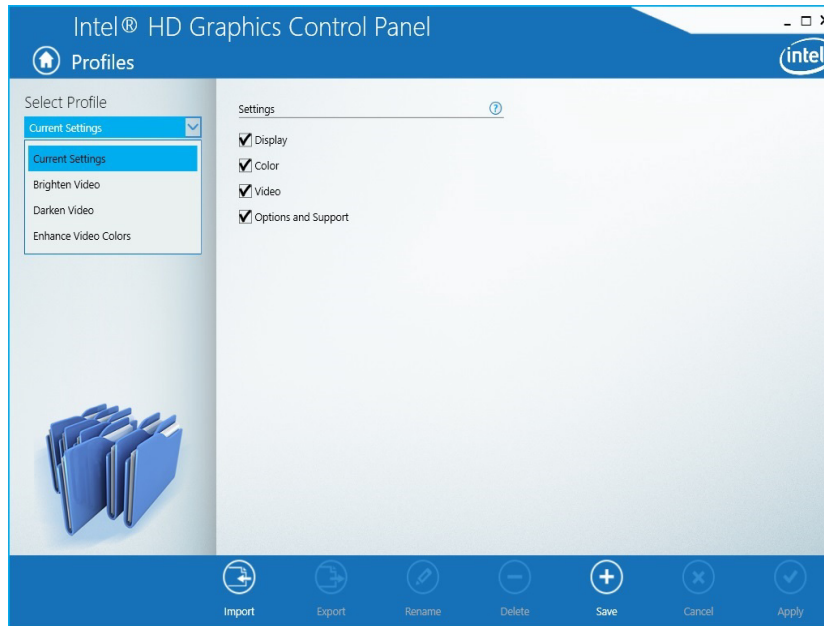 Intel® HD Graphics Control Panel
Profiles
intel
Select Profile
Current Settings
Current Settings
Brighten Video
Darken Video
Enhance Video Colors
Settings
?
Display
Color
Video
Options and Support
Import
Export
Rename
Delete
Save
Cancel
Apply